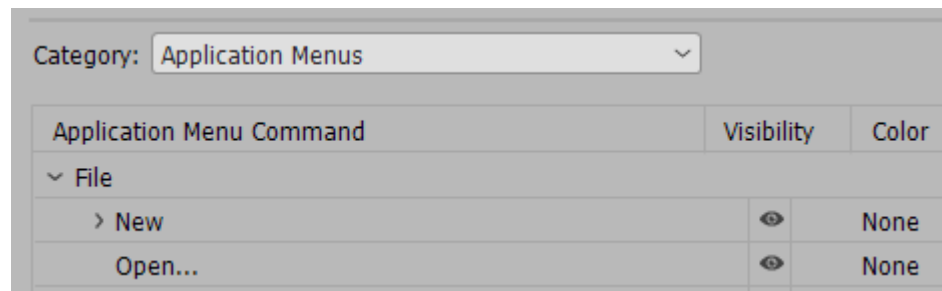 Category: Application Menus
Application Menu Command Visibility Color
File
New None
Open... None